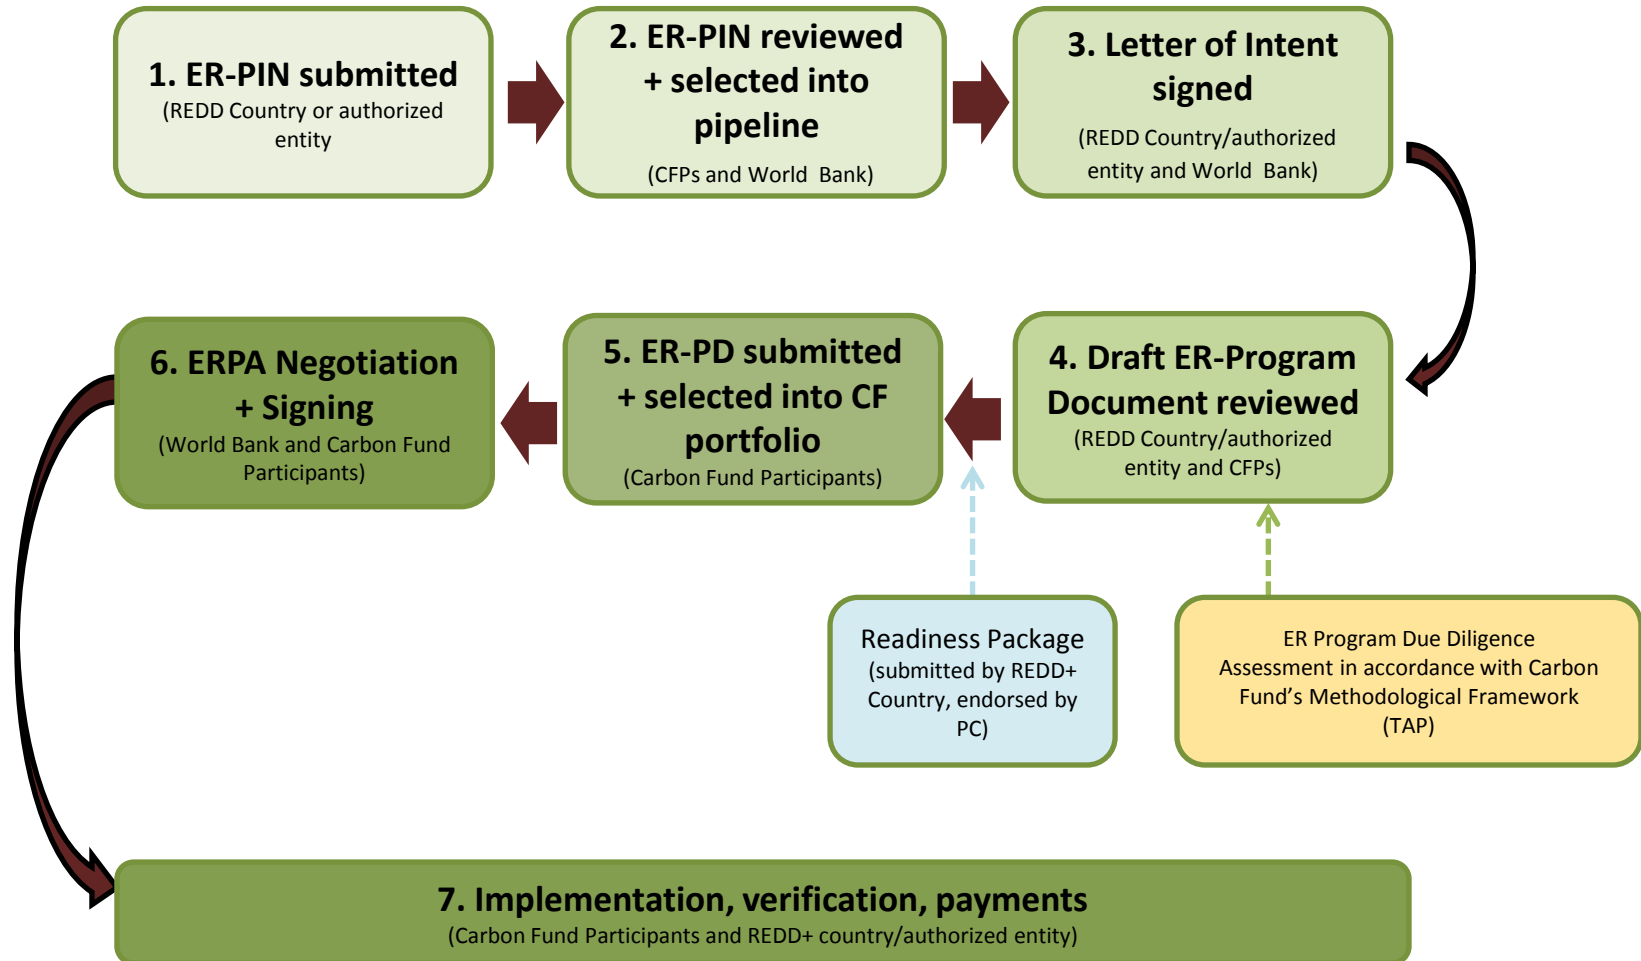 1. ER-PIN submitted
(REDD Country or authorized
entity
2. ER-PIN reviewed
+ selected into
pipeline
(CFPs and World Bank)
3. Letter of Intent
signed
(REDD Country/authorized
entity and World Bank)
6. ERPA Negotiation
+ Signing
(World Bank and Carbon Fund
Participants)
5. ER-PD submitted
+ selected into CF
portfolio
(Carbon Fund Participants)
4. Draft ER-Program
Document reviewed
(REDD Country/authorized
entity and CFPs)
Readiness Package
(submitted by REDD+
Country, endorsed by
PC)
ER Program Due Diligence
Assessment in accordance with Carbon
Fund’s Methodological Framework
(TAP)
7. Implementation, verification, payments
(Carbon Fund Participants and REDD+ country/authorized entity)